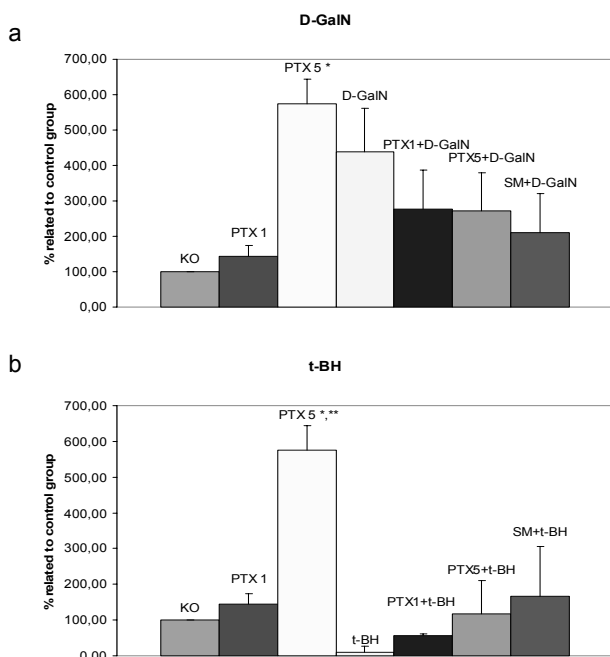 a
D-GalN
% related to control group
700,00
600,00
500,00
400,00
300,00
200,00
100,00
0,00
KO
PTX 1
PTX 5 *
D-GalN
PTX1+D-GalN
PTX5+D-GalN
SM+D-GalN
b
t-BH
% related to control group
700,00
600,00
500,00
400,00
300,00
200,00
100,00
0,00
KO
PTX 1
PTX 5 *,**
t-BH
PTX1+t-BH
PTX5+t-BH
SM+t-BH